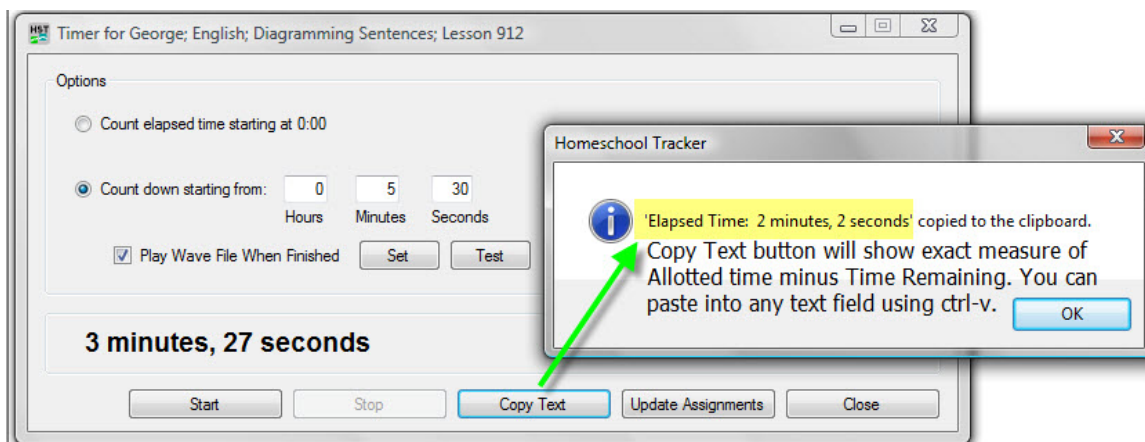 HST Timer for George; English; Diagramming Sentences; Lesson 912
Options
Count elapsed time starting at 0:00
Count down starting from: 0 5 30
Hours Minutes Seconds
Play Wave File When Finished Set Test
3 minutes, 27 seconds
Start Stop Copy Text Update Assignments Close
Homeschool Tracker
'Elapsed Time: 2 minutes, 2 seconds' copied to the clipboard.
Copy Text button will show exact measure of
Allotted time minus Time Remaining. You can
paste into any text field using ctrl-v.
OK